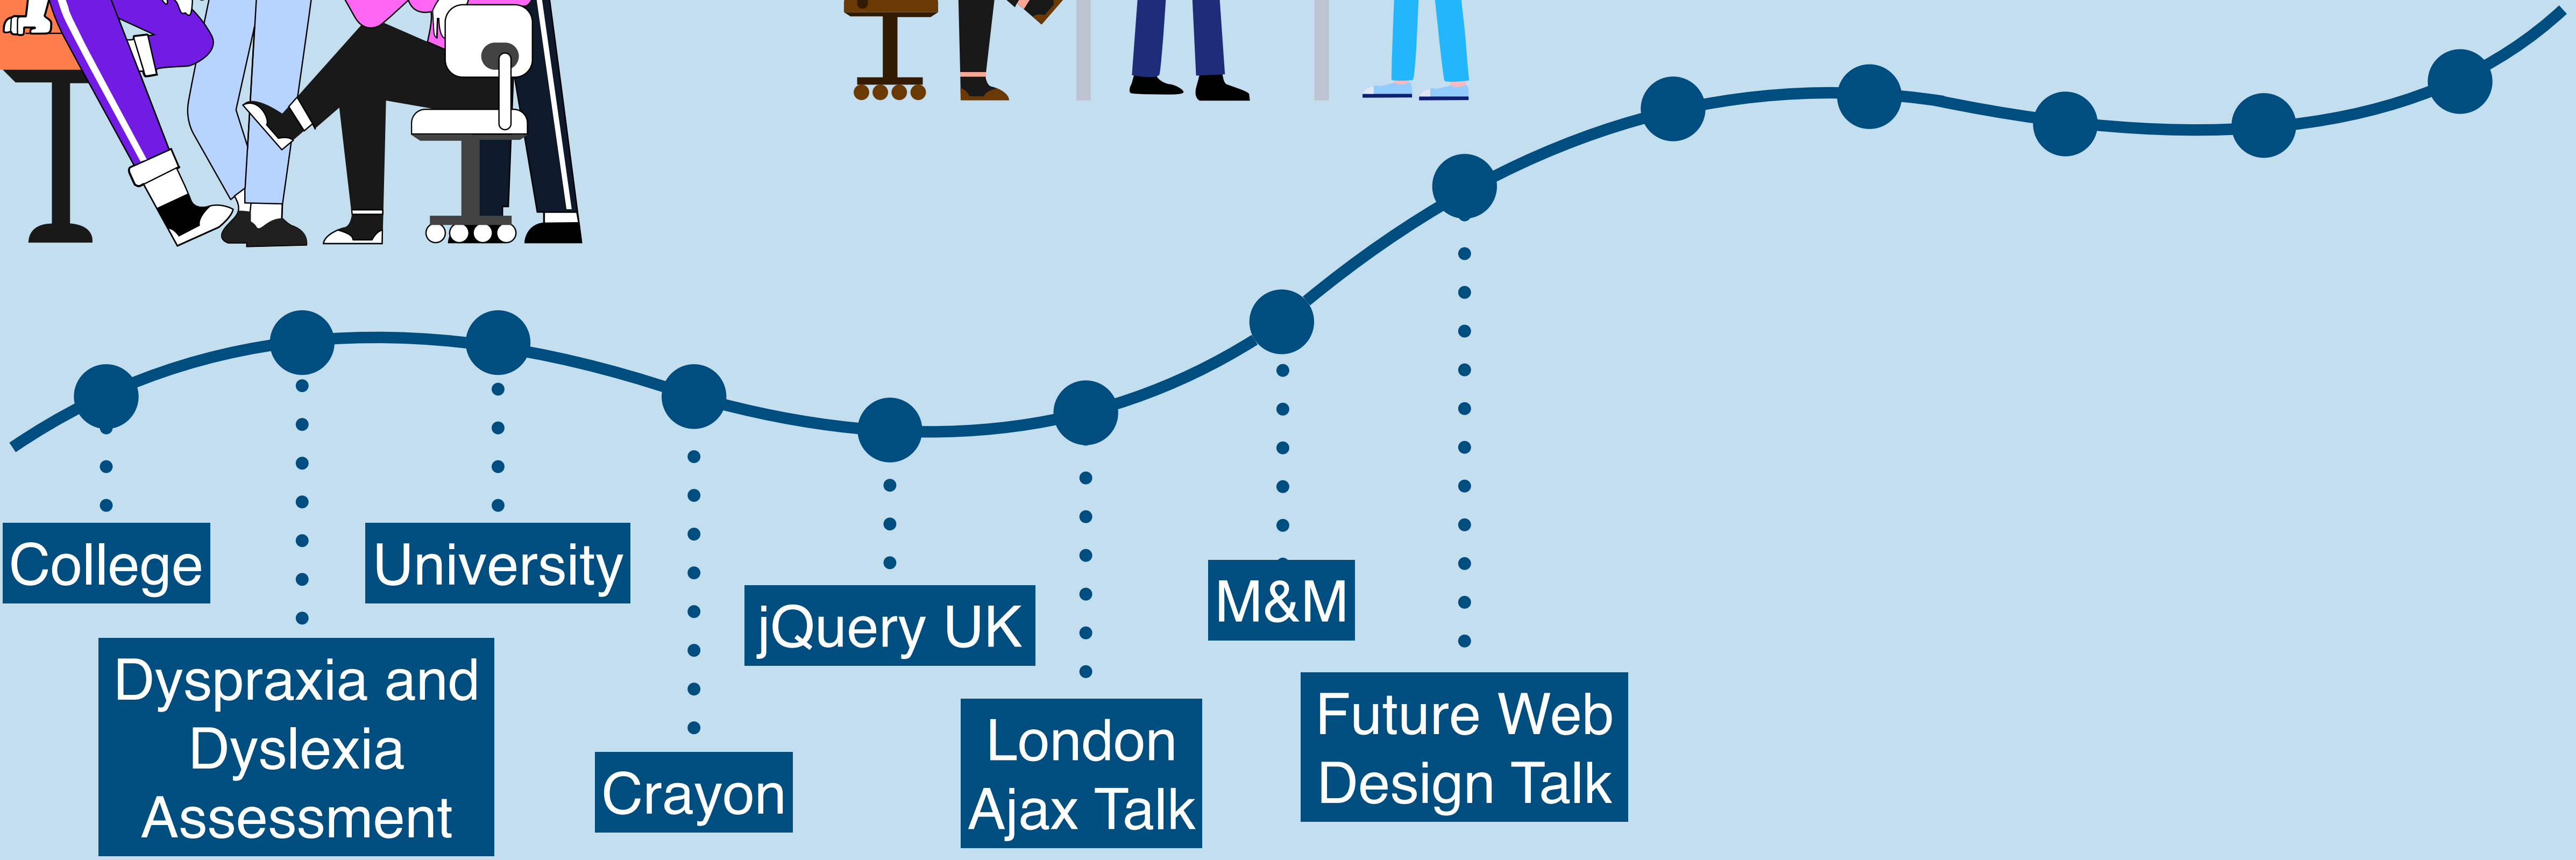 College
Dyspraxia and
Dyslexia
Assessment
University
Crayon
jQuery UK
London
Ajax Talk
M&M
Future Web
Design Talk